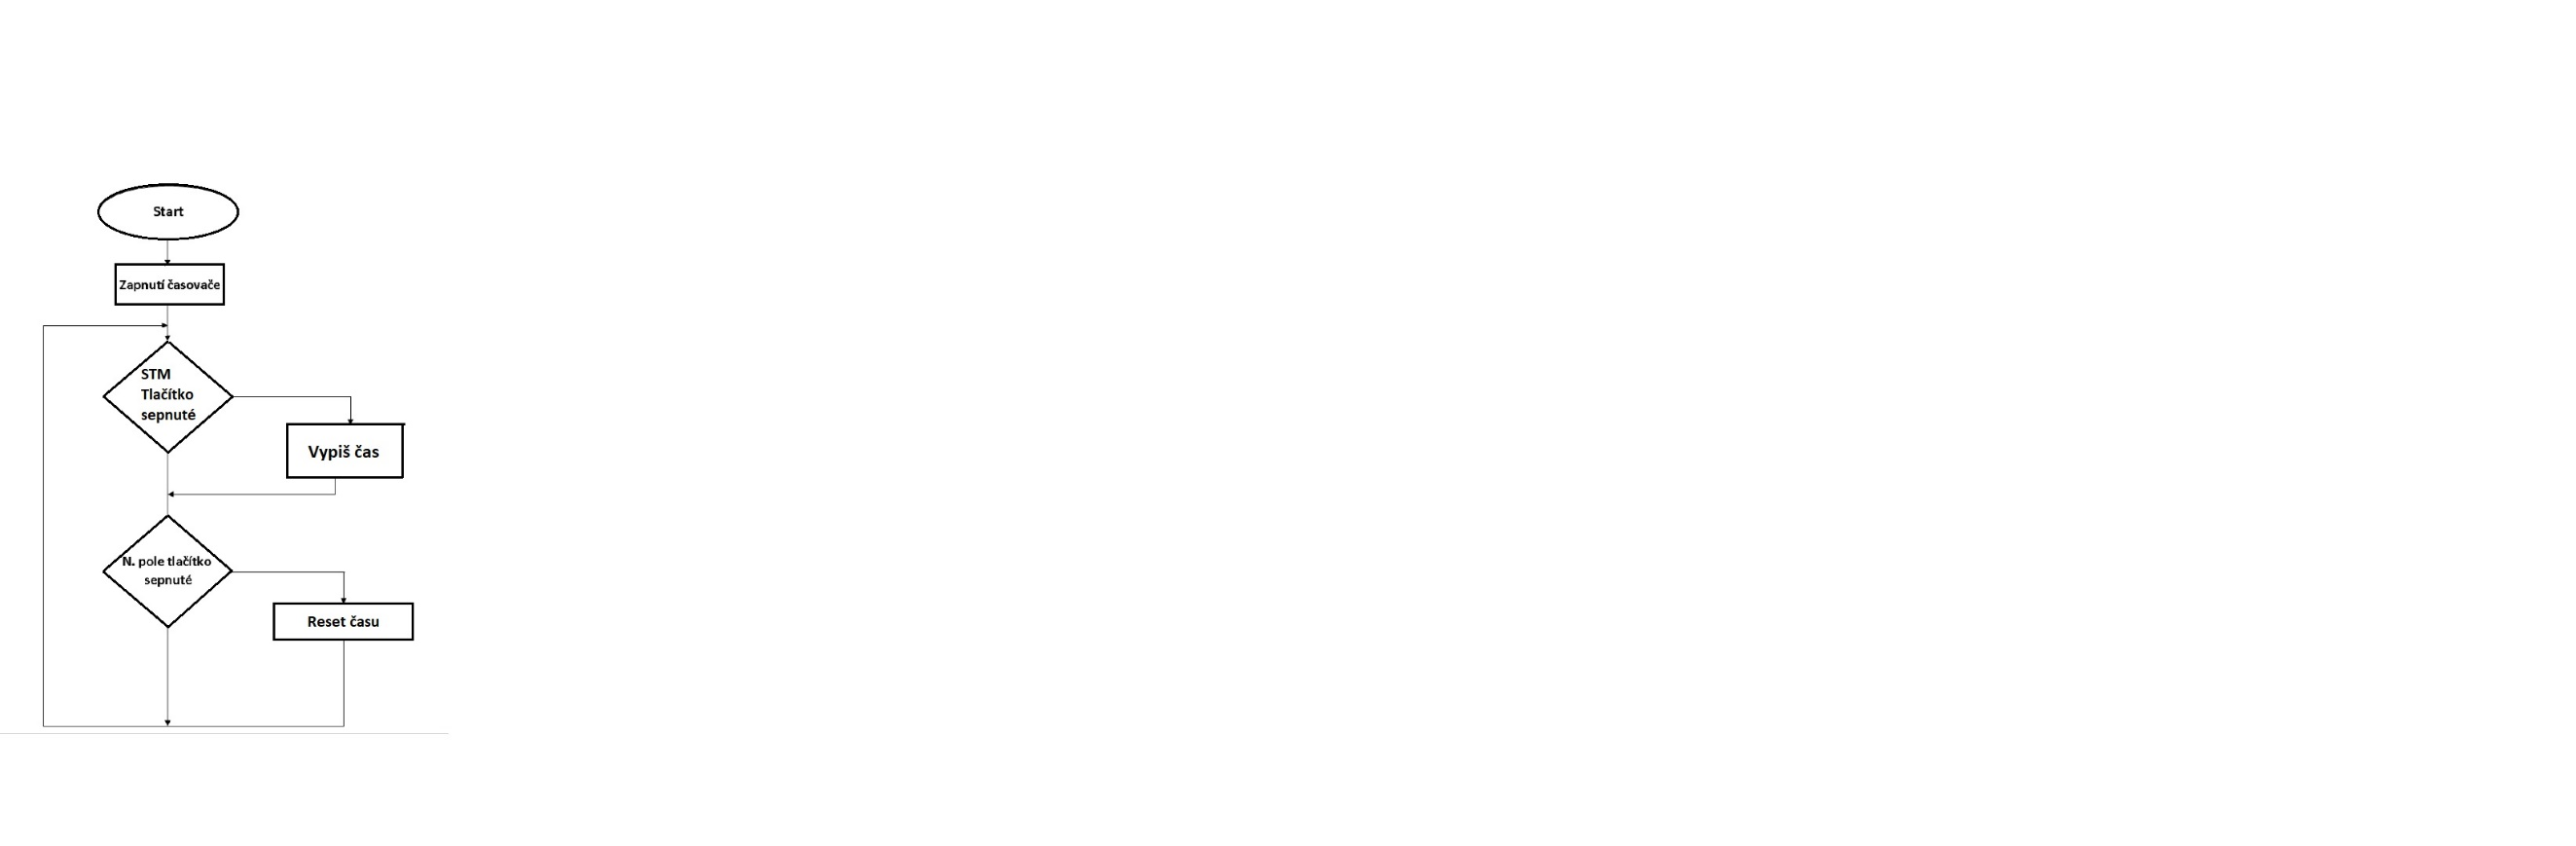 Start
Zapnutí časovače
STM
Tlačítko
sepnuté
Vypiš čas
N. pole tlačítko
sepnuté
Reset času